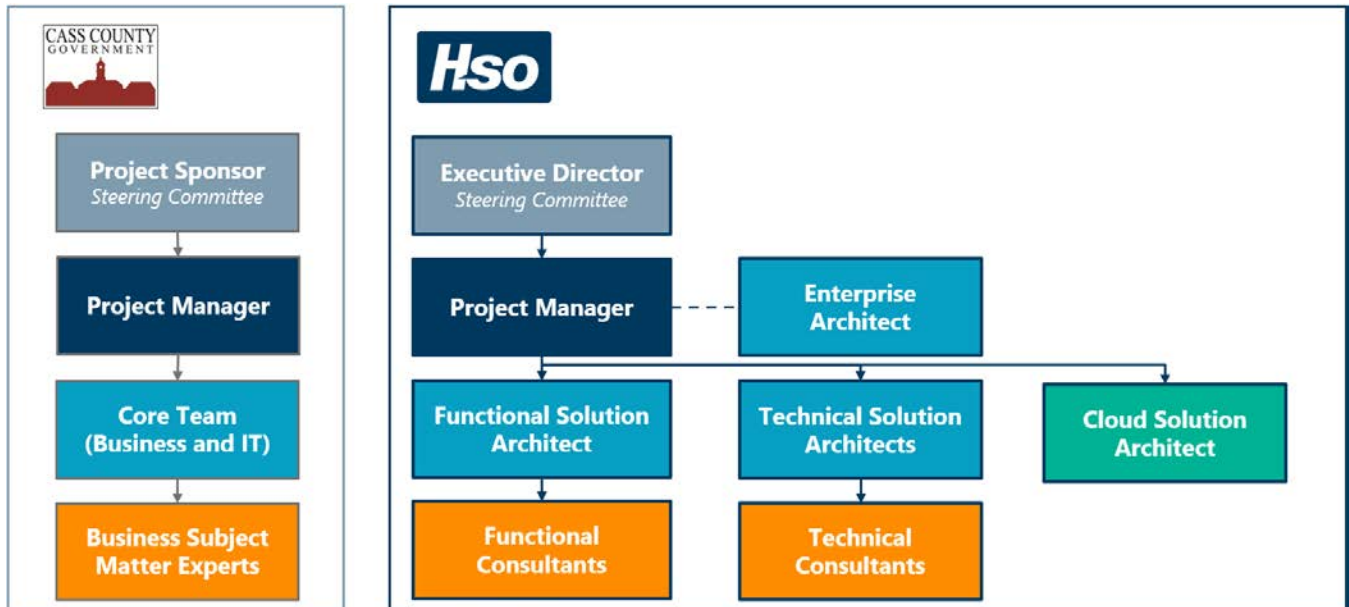 CASS COUNTY
GOVERNMENT
Project Sponsor
Steering Committee
Project Manager
Core Team
(Business and IT)
Business Subject
Matter Experts
Hso
Executive Director
Steering Committee
Project Manager
Enterprise
Architect
Functional Solution
Architect
Technical Solution
Architects
Cloud Solution
Architect
Functional
Consultants
Technical
Consultants